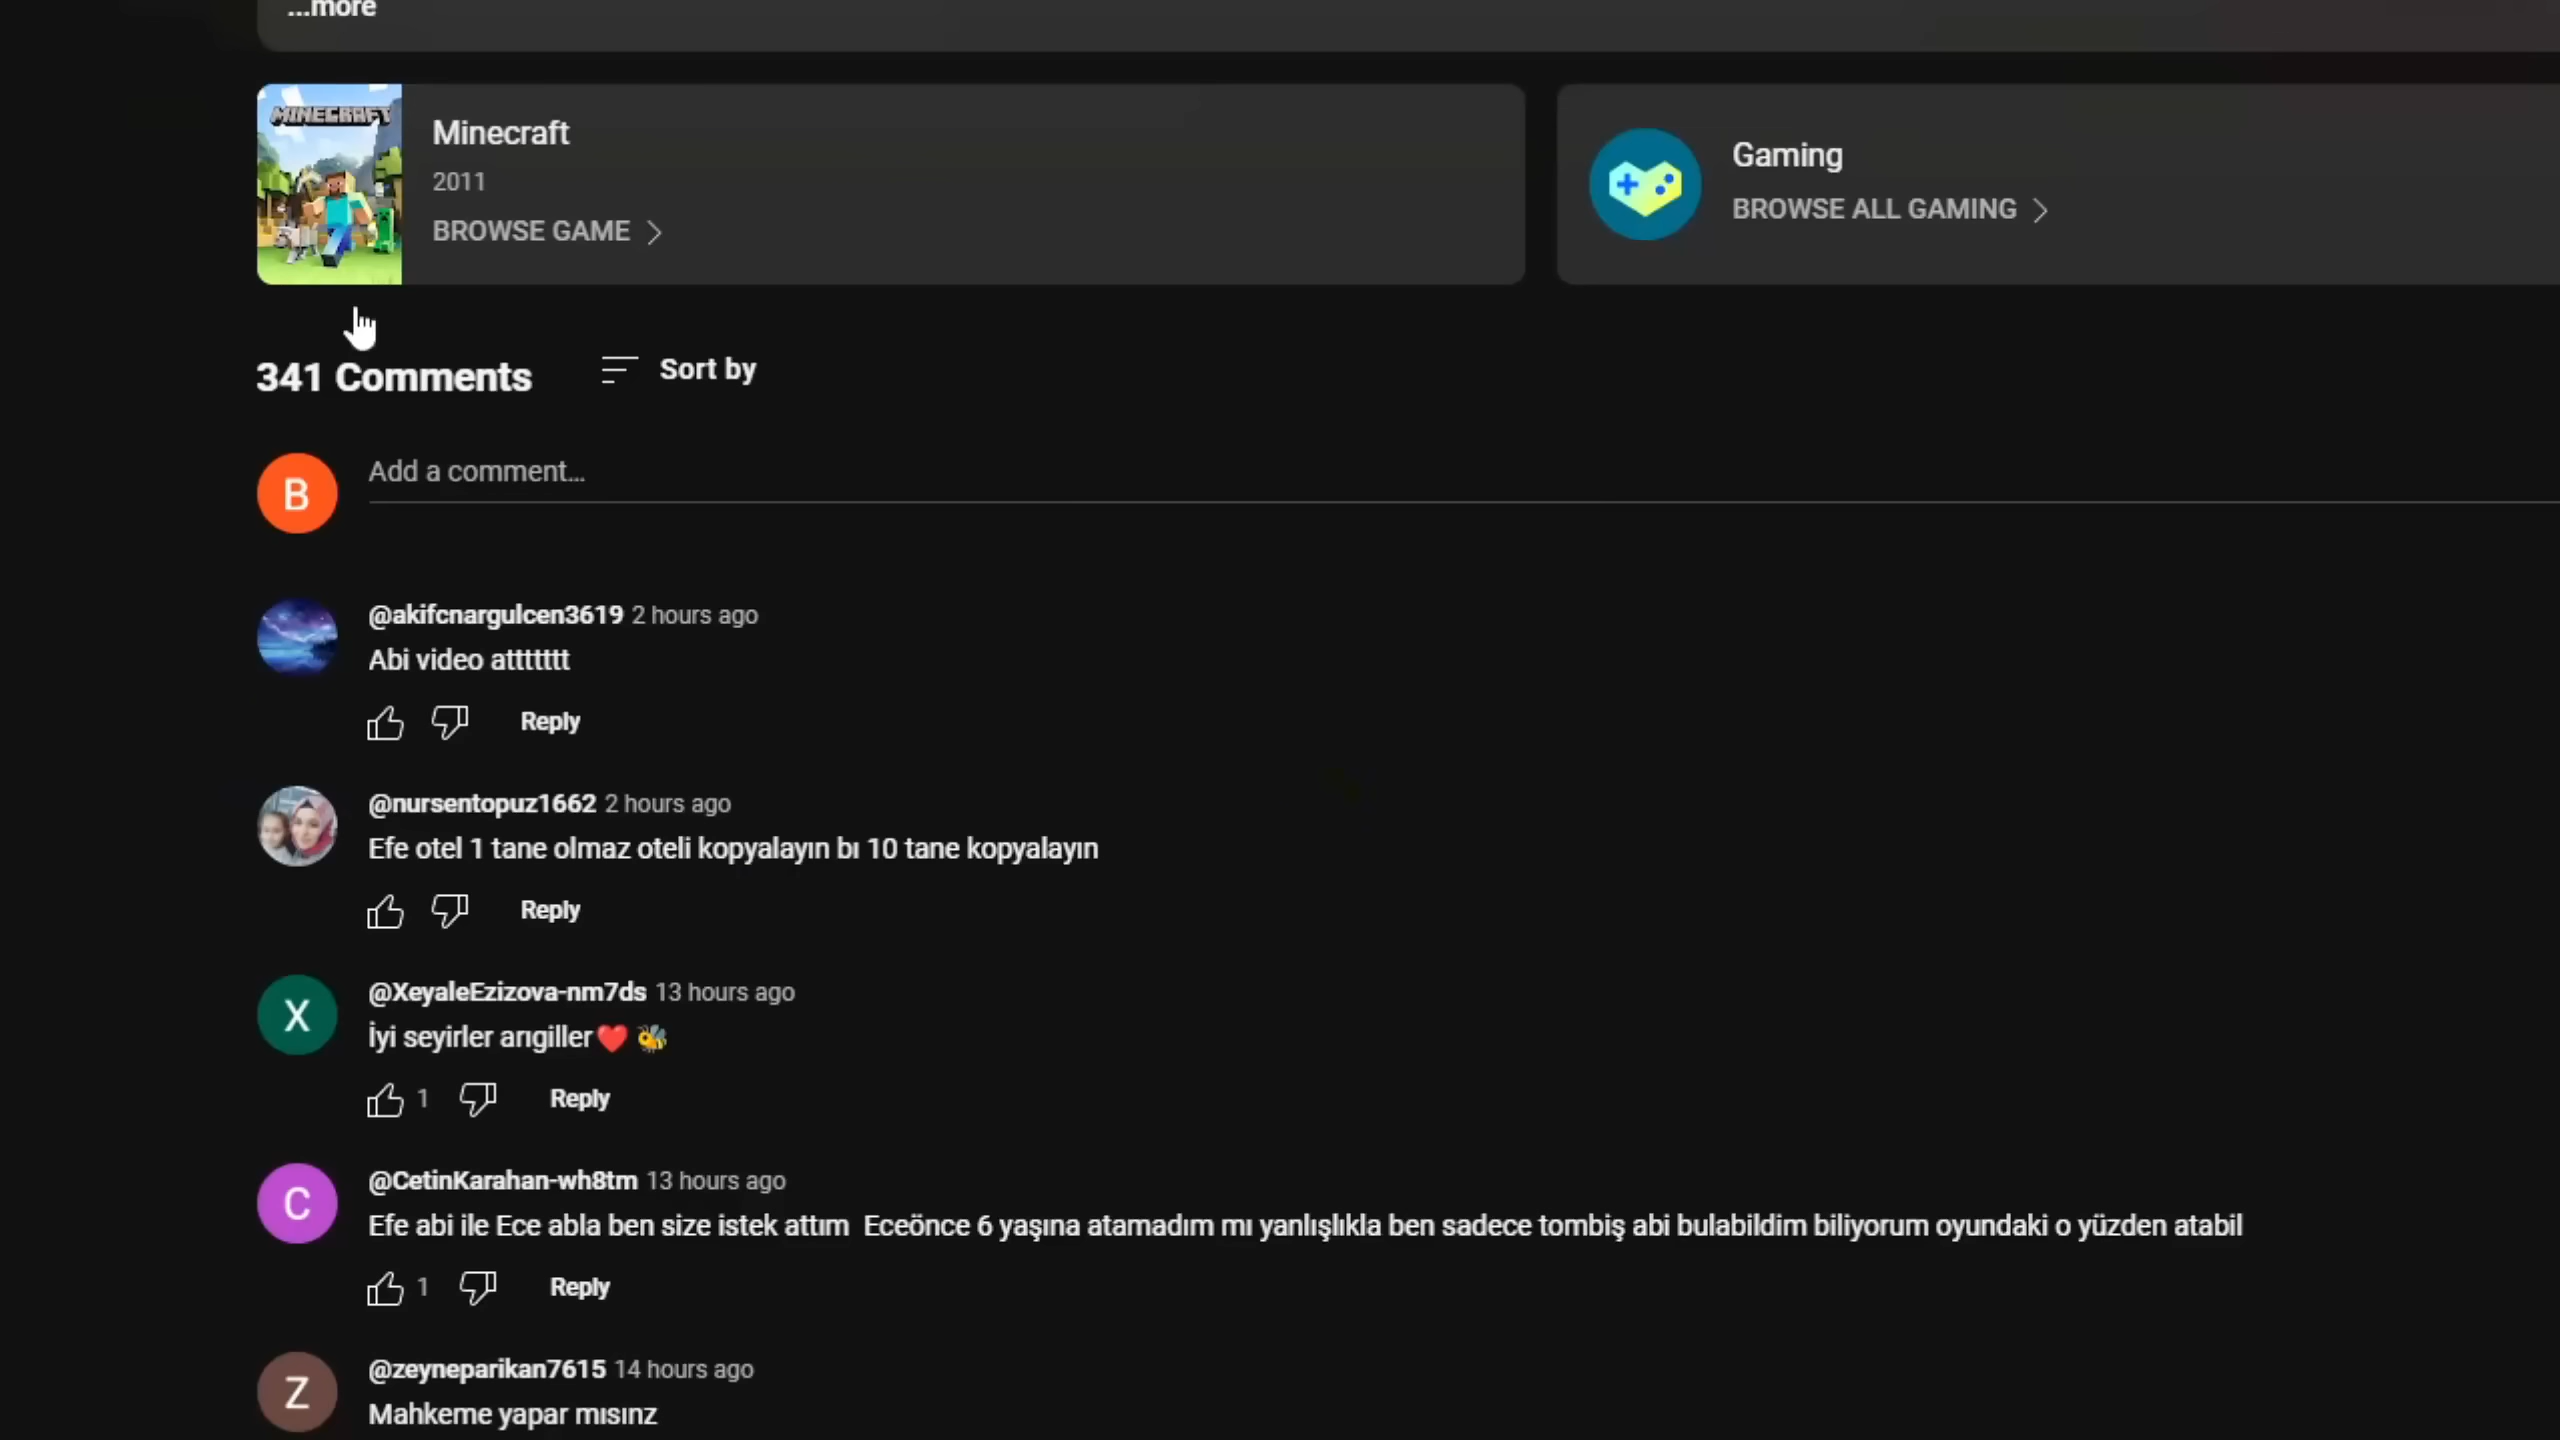 ...more
MINECRAFT
Minecraft
2011
BROWSE GAME
Gaming
BROWSE ALL GAMING
341 Comments
Sort by
B
Add a comment...
@akifcnargulcen3619 2 hours ago
Abi video attttttt
Reply
@nursentopuz1662 2 hours ago
Efe otel 1 tane olmaz oteli kopyalayın bı 10 tane kopyalayın
Reply
X
@XeyaleEzizova-nm7ds 13 hours ago
İyi seyirler arıgiller❤️ 🐝
1
Reply
C
@CetinKarahan-wh8tm 13 hours ago
Efe abi ile Ece abla ben size istek attım  Eceönce 6 yaşına atamadım mı yanlışlıkla ben sadece tombiş abi bulabildim biliyorum oyundaki o yüzden atabil
1
Reply
Z
@zeyneparikan7615 14 hours ago
Mahkeme yapar mısınz